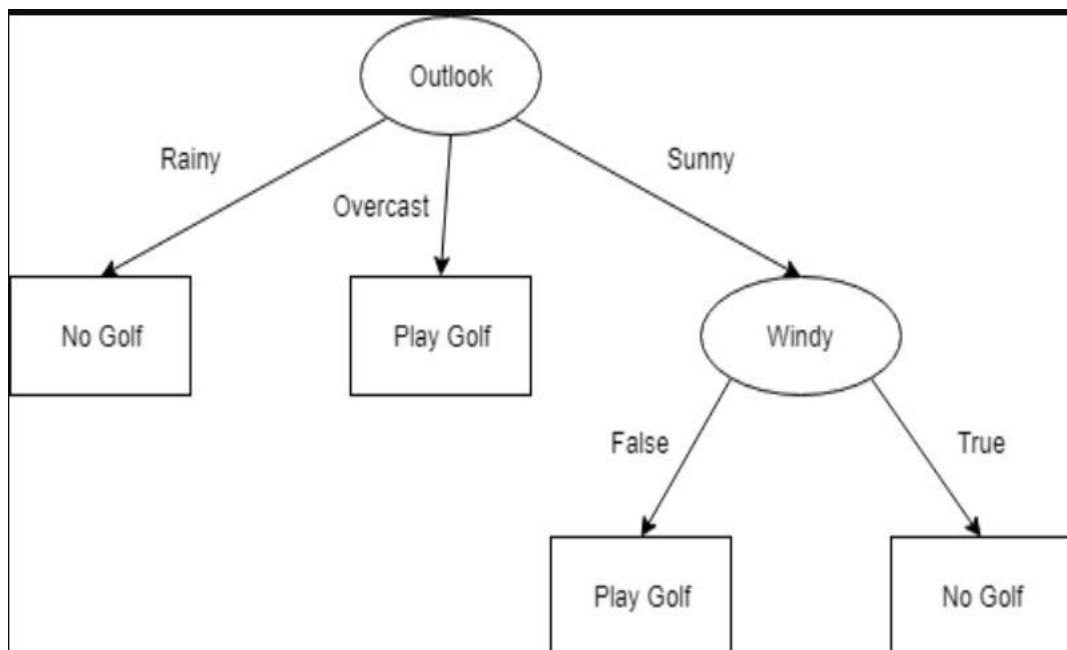 Outlook
Rainy
Sunny
Overcast
No Golf
Play Golf
Windy
False
True
Play Golf
No Golf